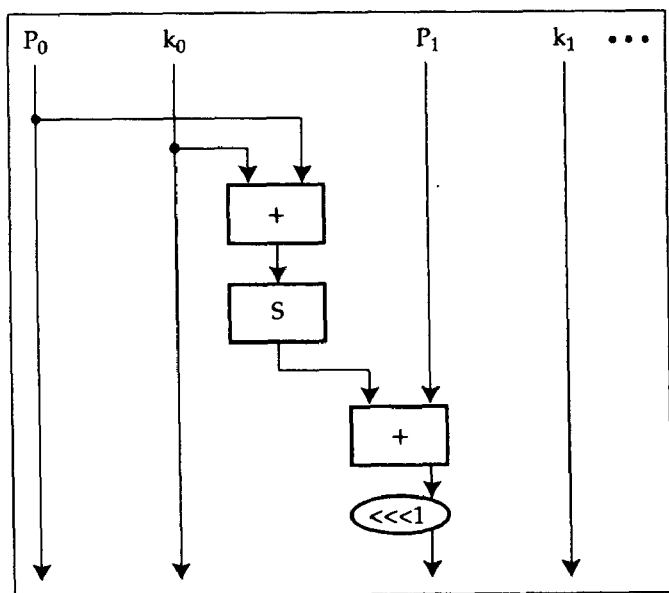 P₀ k₀ P₁ k₁ •••
+
S
+
<<<1